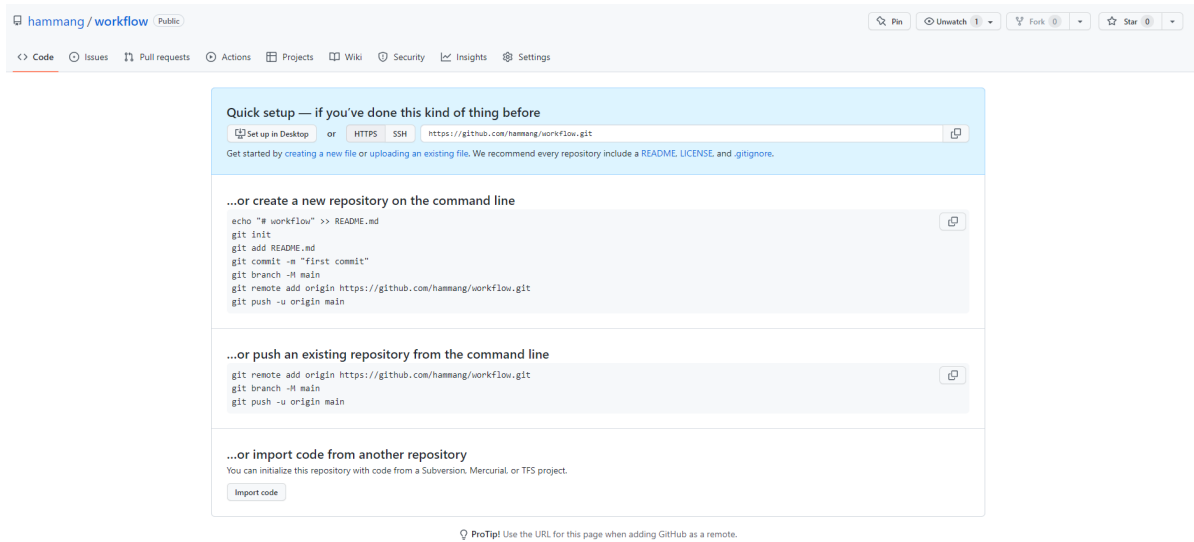 hammang / workflow Public
Pin Unwatch 1 Fork 0 Star 0
Code Issues Pull requests Actions Projects Wiki Security Insights Settings
Quick setup — if you've done this kind of thing before
Set up in Desktop or HTTPS SSH https://github.com/hammang/workflow.git
Get started by creating a new file or uploading an existing file. We recommend every repository include a README, LICENSE, and .gitignore.
…or create a new repository on the command line
echo "# workflow" >> README.md
git init
git add README.md
git commit -m "first commit"
git branch -M main
git remote add origin https://github.com/hammang/workflow.git
git push -u origin main
…or push an existing repository from the command line
git remote add origin https://github.com/hammang/workflow.git
git branch -M main
git push -u origin main
…or import code from another repository
You can initialize this repository with code from a Subversion, Mercurial, or TFS project.
Import code
ProTip! Use the URL for this page when adding GitHub as a remote.